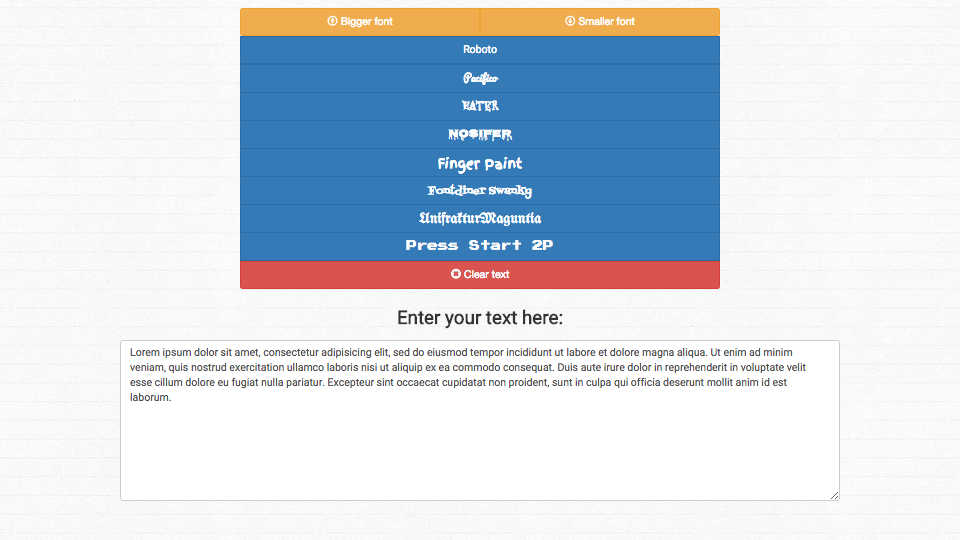 Bigger font
Smaller font
Roboto
Pacifico
EATER
NOSIFER
Finger Paint
Fontdiner Swanky
UnifrakturMaguntia
Press Start 2P
Clear text
Enter your text here:
Lorem ipsum dolor sit amet, consectetur adipisicing elit, sed do eiusmod tempor incididunt ut labore et dolore magna aliqua. Ut enim ad minim
veniam, quis nostrud exercitation ullamco laboris nisi ut aliquip ex ea commodo consequat. Duis aute irure dolor in reprehenderit in voluptate velit
esse cillum dolore eu fugiat nulla pariatur. Excepteur sint occaecat cupidatat non proident, sunt in culpa qui officia deserunt mollit anim id est
laborum.